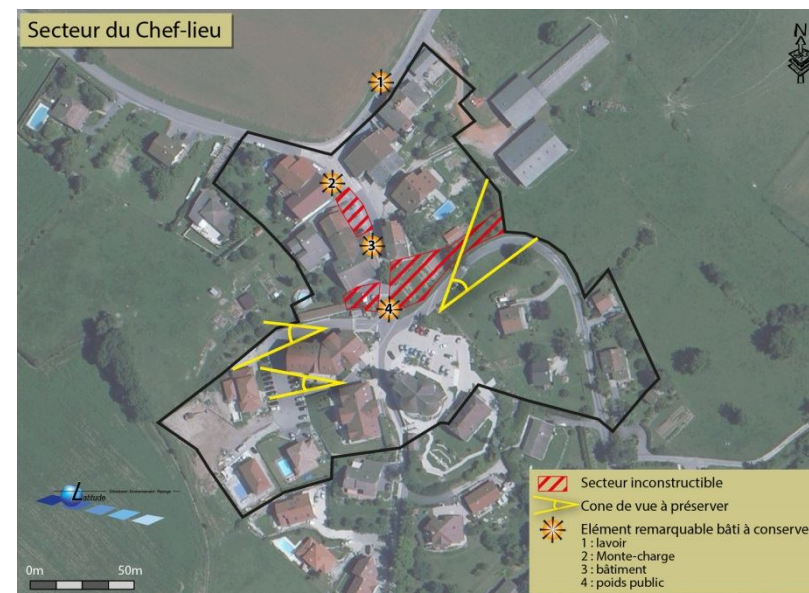 Secteur du Chef-lieu
N
1
2
3
4
Latitude
0m 50m
Secteur inconstructible
Cone de vue à préserver
Elément remarquable bâti à conserve
1 : lavoir
2 : Monte-charge
3 : bâtiment
4 : poids public